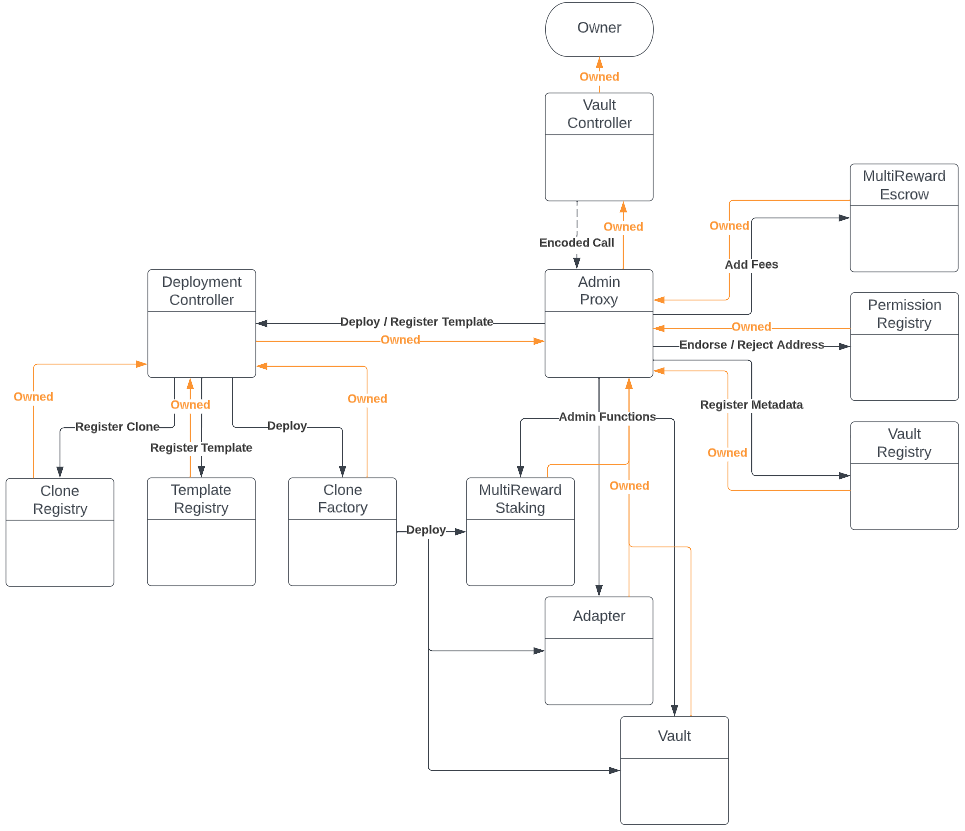 Owner
Owned
Vault
Controller
Owned
Encoded Call
MultiReward
Escrow
Owned
Add Fees
Deployment
Controller
Admin
Proxy
Deploy / Register Template
Owned
Permission
Registry
Owned
Endorse / Reject Address
Owned
Owned
Owned
Register Clone
Register Template
Deploy
Admin Functions
Register Metadata
Owned
Vault
Registry
Clone
Registry
Template
Registry
Clone
Factory
MultiReward
Staking
Owned
Deploy
Adapter
Vault